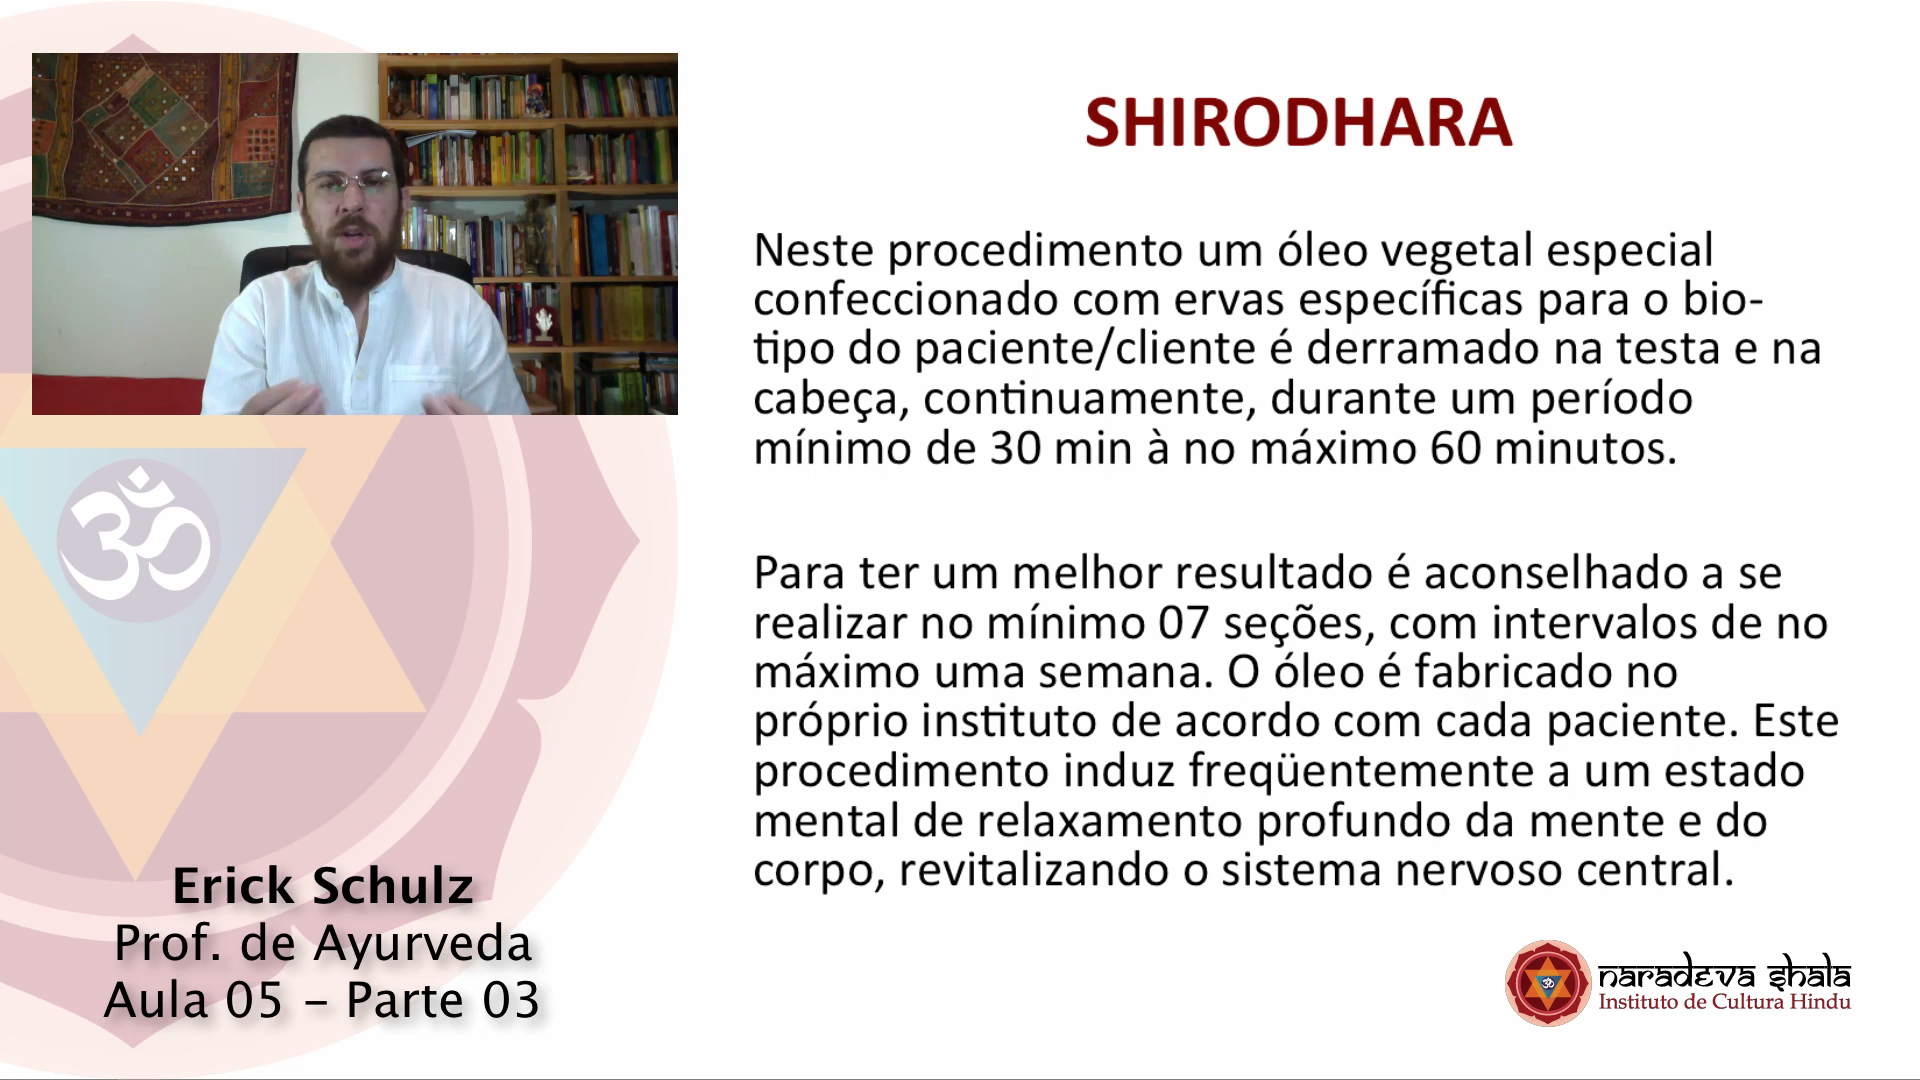 SHIRODHARA
Neste procedimento um óleo vegetal especial
confeccionado com ervas específicas para o bio-
tipo do paciente/cliente é derramado na testa e na
cabeça, continuamente, durante um período
mínimo de 30 min à no máximo 60 minutos.
Para ter um melhor resultado é aconselhado a se
realizar no mínimo 07 seções, com intervalos de no
máximo uma semana. O óleo é fabricado no
próprio instituto de acordo com cada paciente. Este
procedimento induz freqüentemente a um estado
mental de relaxamento profundo da mente e do
corpo, revitalizando o sistema nervoso central.
ॐ
Erick Schulz
Prof. de Ayurveda
Aula 05 – Parte 03
ॐ
naradeva shala
Instituto de Cultura Hindu